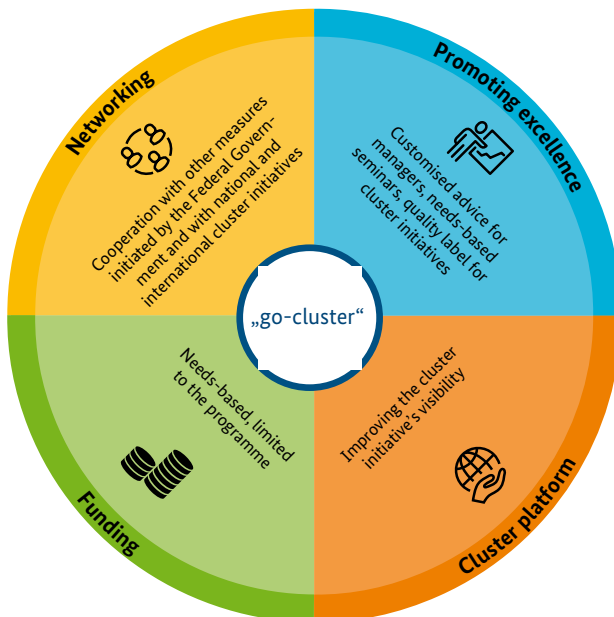 Networking
Cooperation with other measures
initiated by the Federal Govern-
ment and with national and
international cluster initiatives
Promoting excellence
Customised advice for
managers, needs-based
seminars, quality label for
cluster initiatives
„go-cluster“
Needs-based, limited
to the programme
Funding
Improving the cluster
initiative’s visibility
Cluster platform